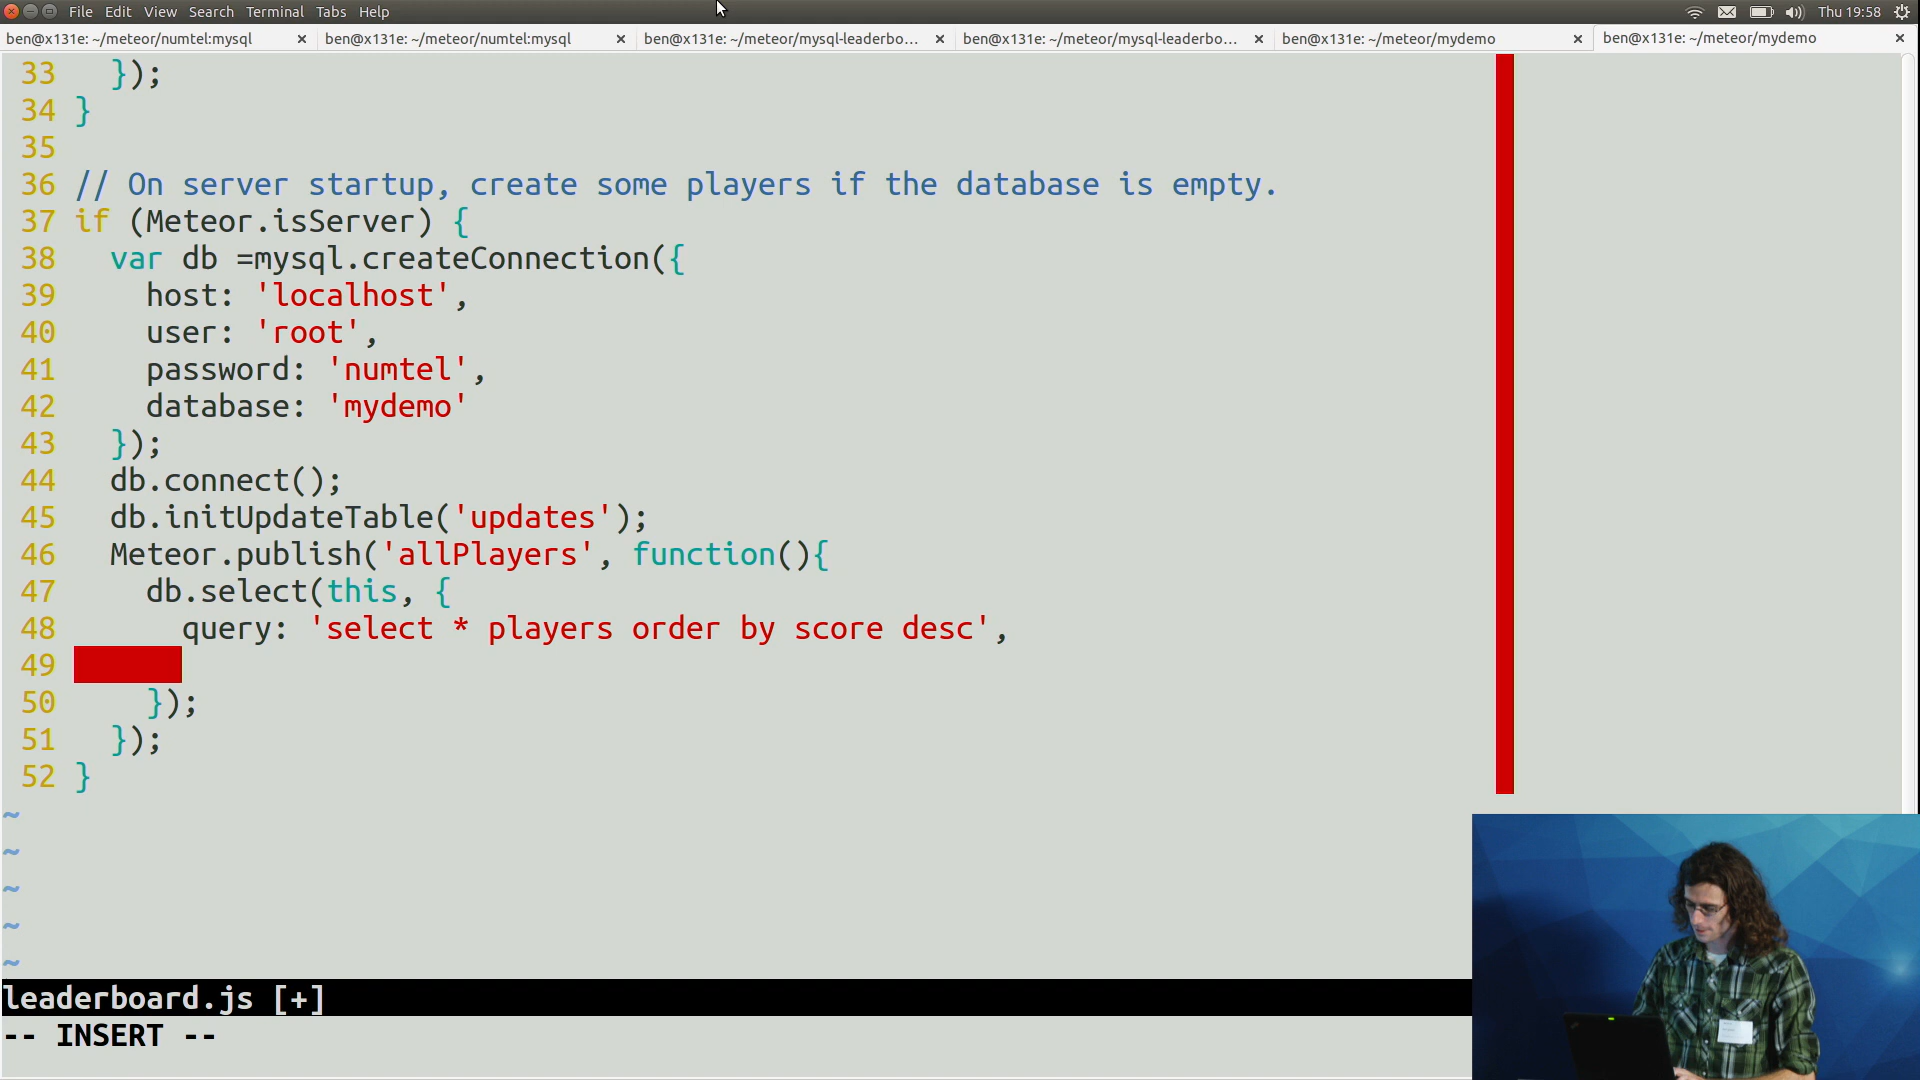 File Edit View Search Terminal Tabs Help Thu 19:58
ben@x131e: ~/meteor/numtel:mysql ben@x131e: ~/meteor/numtel:mysql ben@x131e: ~/meteor/mysql-leaderbo... ben@x131e: ~/meteor/mysql-leaderbo... ben@x131e: ~/meteor/mydemo ben@x131e: ~/meteor/mydemo
33   });
34 }
35
36 // On server startup, create some players if the database is empty.
37 if (Meteor.isServer) {
38   var db =mysql.createConnection({
39     host: 'localhost',
40     user: 'root',
41     password: 'numtel',
42     database: 'mydemo'
43   });
44   db.connect();
45   db.initUpdateTable('updates');
46   Meteor.publish('allPlayers', function(){
47     db.select(this, {
48       query: 'select * players order by score desc',
49
50     });
51   });
52 }
~
~
~
~
~
leaderboard.js [+]
-- INSERT --